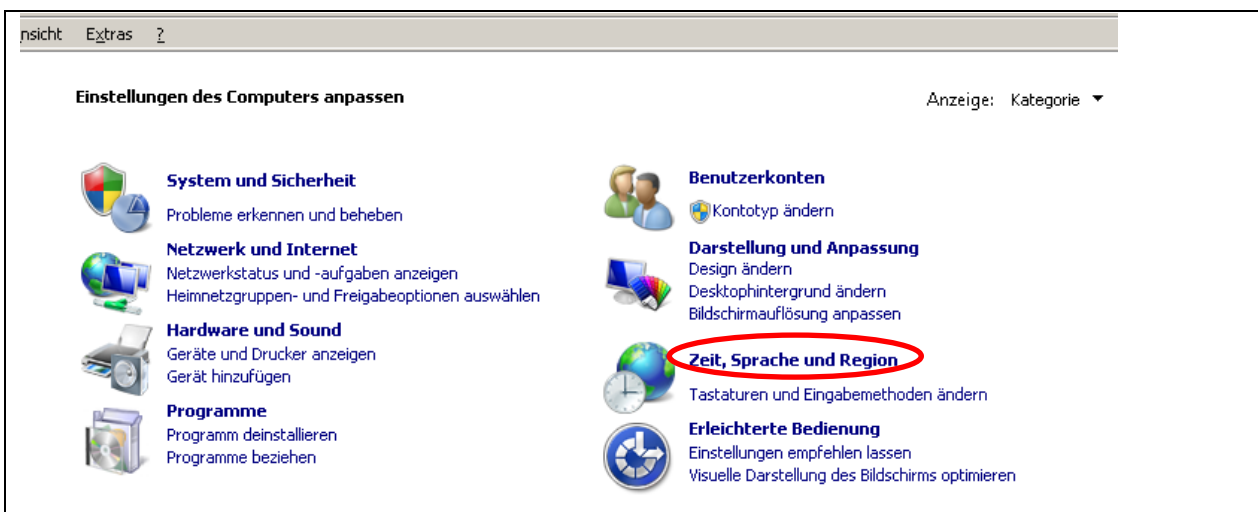 nsicht Extras ?
Einstellungen des Computers anpassen
Anzeige: Kategorie
System und Sicherheit
Probleme erkennen und beheben
Netzwerk und Internet
Netzwerkstatus und -aufgaben anzeigen
Heimnetzgruppen- und Freigabeoptionen auswählen
Hardware und Sound
Geräte und Drucker anzeigen
Gerät hinzufügen
Programme
Programm deinstallieren
Programme beziehen
Benutzerkonten
Kontotyp ändern
Darstellung und Anpassung
Design ändern
Desktophintergrund ändern
Bildschirmauflösung anpassen
Zeit, Sprache und Region
Tastaturen und Eingabemethoden ändern
Erleichterte Bedienung
Einstellungen empfehlen lassen
Visuelle Darstellung des Bildschirms optimieren